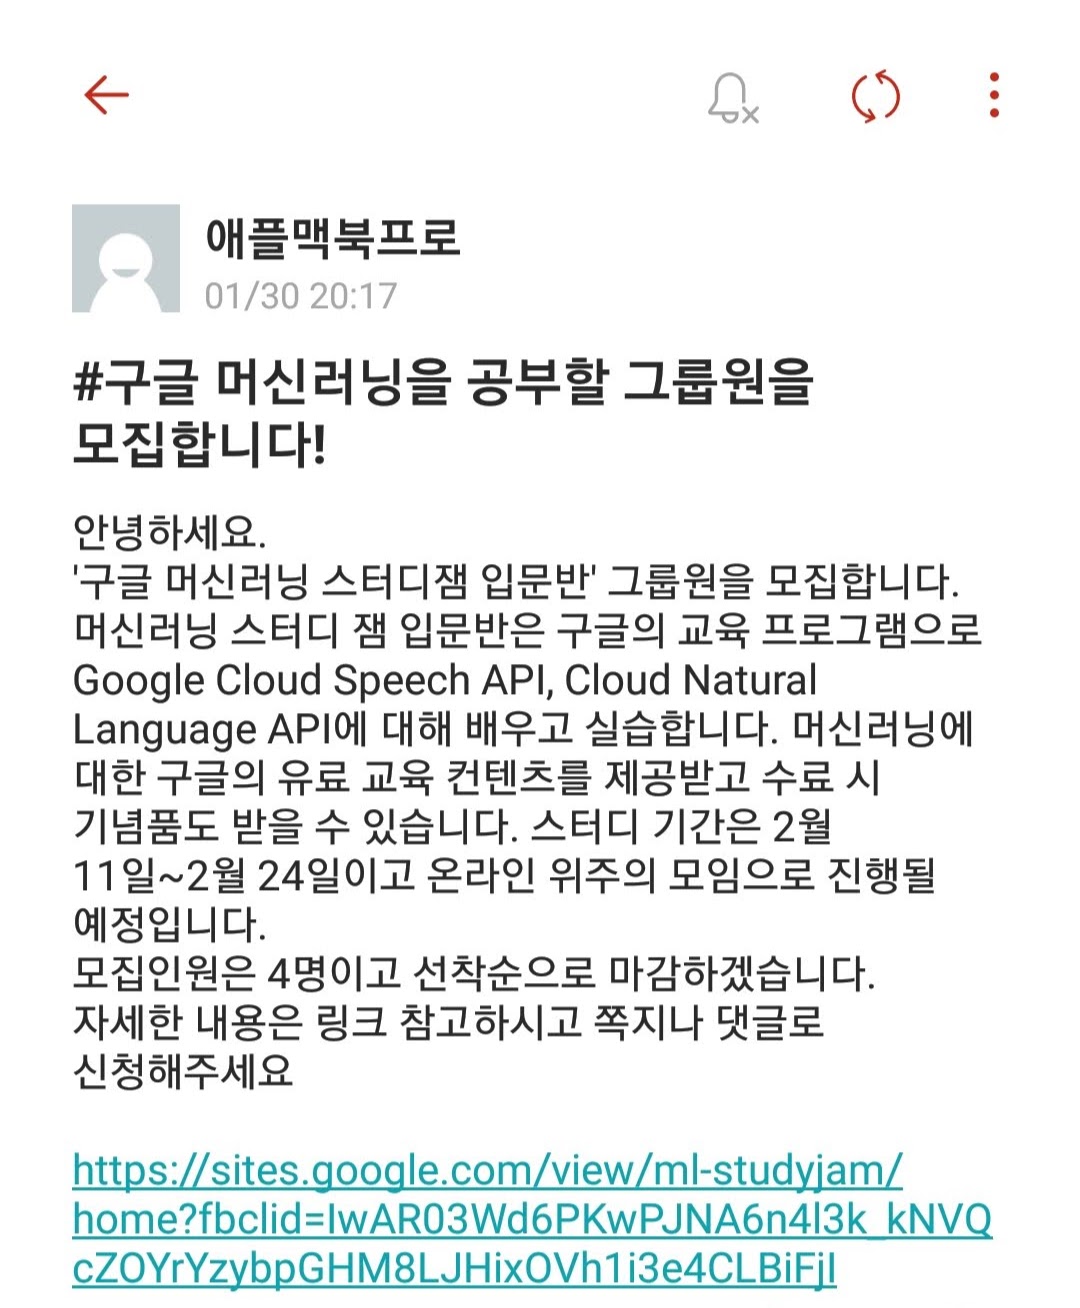 애플맥북프로
01/30 20:17
#구글 머신러닝을 공부할 그룹원을
모집합니다!
안녕하세요.
'구글 머신러닝 스터디잼 입문반' 그룹원을 모집합니다.
머신러닝 스터디 잼 입문반은 구글의 교육 프로그램으로
Google Cloud Speech API, Cloud Natural
Language API에 대해 배우고 실습합니다. 머신러닝에
대한 구글의 유료 교육 컨텐츠를 제공받고 수료 시
기념품도 받을 수 있습니다. 스터디 기간은 2월
11일~2월 24일이고 온라인 위주의 모임으로 진행될
예정입니다.
모집인원은 4명이고 선착순으로 마감하겠습니다.
자세한 내용은 링크 참고하시고 쪽지나 댓글로
신청해주세요
https://sites.google.com/view/ml-studyjam/
home?fbclid=IwAR03Wd6PKwPJNA6n4l3k_kNVQ
cZOYrYzybpGHM8LJHixOVh1i3e4CLBiFjI